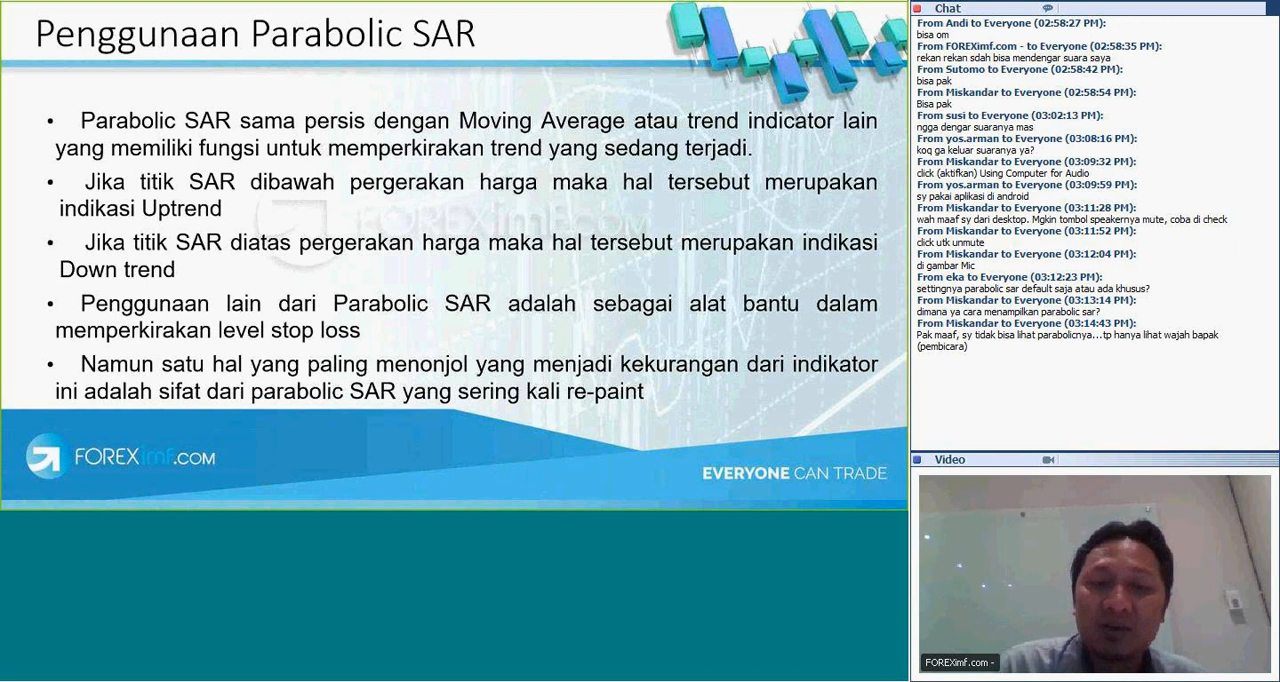 Penggunaan Parabolic SAR
• Parabolic SAR sama persis dengan Moving Average atau trend indicator lain
yang memiliki fungsi untuk memperkirakan trend yang sedang terjadi.
• Jika titik SAR dibawah pergerakan harga maka hal tersebut merupakan
indikasi Uptrend
• Jika titik SAR diatas pergerakan harga maka hal tersebut merupakan indikasi
Down trend
• Penggunaan lain dari Parabolic SAR adalah sebagai alat bantu dalam
memperkirakan level stop loss
• Namun satu hal yang paling menonjol yang menjadi kekurangan dari indikator
ini adalah sifat dari parabolic SAR yang sering kali re-paint
FOREXimf.COM
FOREXimf.COM
EVERYONE CAN TRADE
Chat
From Andi to Everyone (02:58:27 PM):
bisa om
From FOREXimf.com - to Everyone (02:58:35 PM):
rekan rekan sdah bisa mendengar suara saya
From Sutomo to Everyone (02:58:42 PM):
bisa pak
From Miskandar to Everyone (02:58:54 PM):
Bisa pak
From susi to Everyone (03:02:13 PM):
ngga dengar suaranya mas
From yos.arman to Everyone (03:08:16 PM):
koq ga keluar suaranya ya?
From Miskandar to Everyone (03:09:32 PM):
click (aktifkan) Using Computer for Audio
From yos.arman to Everyone (03:09:59 PM):
sy pakai aplikasi di android
From Miskandar to Everyone (03:11:28 PM):
wah maaf sy dari desktop. Mgkin tombol speakernya mute, coba di check
From Miskandar to Everyone (03:11:52 PM):
click utk unmute
From Miskandar to Everyone (03:12:04 PM):
di gambar Mic
From eka to Everyone (03:12:23 PM):
settingnya parabolic sar default saja atau ada khusus?
From Miskandar to Everyone (03:13:14 PM):
dimana ya cara menampilkan parabolic sar?
From Miskandar to Everyone (03:14:43 PM):
Pak maaf, sy tidak bisa lihat parabolicnya...tp hanya lihat wajah bapak
(pembicara)
Video
FOREXimf.com -